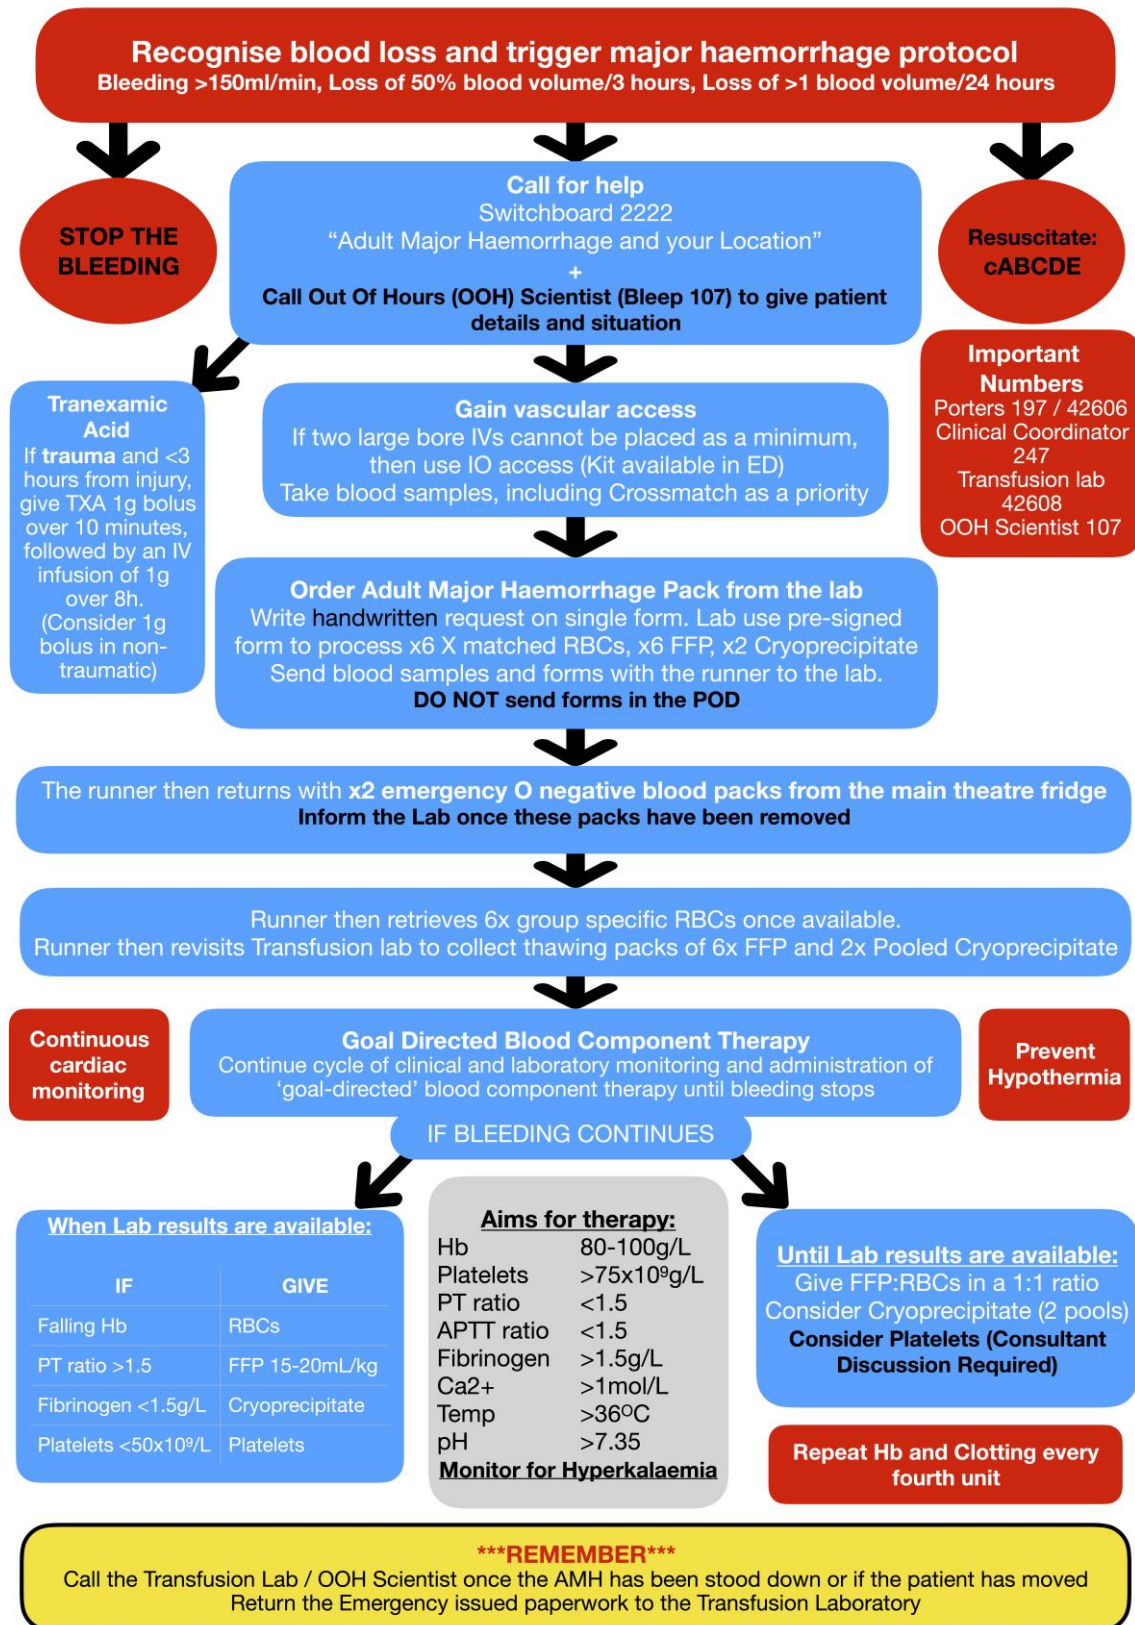 Recognise blood loss and trigger major haemorrhage protocol
Bleeding >150ml/min, Loss of 50% blood volume/3 hours, Loss of >1 blood volume/24 hours
STOP THE
BLEEDING
Call for help
Switchboard 2222
“Adult Major Haemorrhage and your Location”
+
Call Out Of Hours (OOH) Scientist (Bleep 107) to give patient
details and situation
Resuscitate:
cABCDE
Important
Numbers
Porters 197 / 42606
Clinical Coordinator
247
Transfusion lab
42608
OOH Scientist 107
Tranexamic
Acid
If trauma and <3
hours from injury,
give TXA 1g bolus
over 10 minutes,
followed by an IV
infusion of 1g
over 8h.
(Consider 1g
bolus in non-
traumatic)
Gain vascular access
If two large bore IVs cannot be placed as a minimum,
then use IO access (Kit available in ED)
Take blood samples, including Crossmatch as a priority
Order Adult Major Haemorrhage Pack from the lab
Write handwritten request on single form. Lab use pre-signed
form to process x6 X matched RBCs, x6 FFP, x2 Cryoprecipitate
Send blood samples and forms with the runner to the lab.
DO NOT send forms in the POD
The runner then returns with x2 emergency O negative blood packs from the main theatre fridge
Inform the Lab once these packs have been removed
Runner then retrieves 6x group specific RBCs once available.
Runner then revisits Transfusion lab to collect thawing packs of 6x FFP and 2x Pooled Cryoprecipitate
Continuous
cardiac
monitoring
Goal Directed Blood Component Therapy
Continue cycle of clinical and laboratory monitoring and administration of
‘goal-directed’ blood component therapy until bleeding stops
Prevent
Hypothermia
IF BLEEDING CONTINUES
When Lab results are available:
IF GIVE
Falling Hb RBCs
PT ratio >1.5 FFP 15-20mL/kg
Fibrinogen <1.5g/L Cryoprecipitate
Platelets <50x10⁹/L Platelets
Aims for therapy:
Hb 80-100g/L
Platelets >75x10⁹g/L
PT ratio <1.5
APTT ratio <1.5
Fibrinogen >1.5g/L
Ca2+ >1mol/L
Temp >36ᴼC
pH >7.35
Monitor for Hyperkalaemia
Until Lab results are available:
Give FFP:RBCs in a 1:1 ratio
Consider Cryoprecipitate (2 pools)
Consider Platelets (Consultant
Discussion Required)
Repeat Hb and Clotting every
fourth unit
***REMEMBER***
Call the Transfusion Lab / OOH Scientist once the AMH has been stood down or if the patient has moved
Return the Emergency issued paperwork to the Transfusion Laboratory